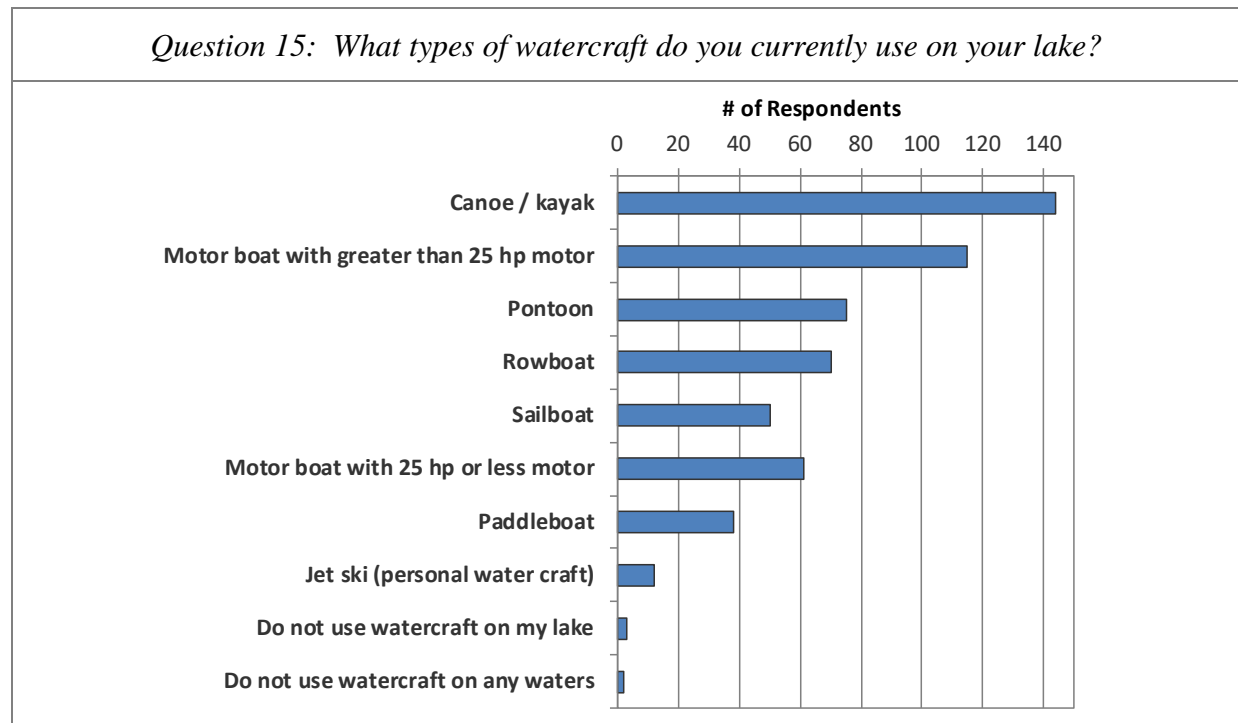 Question 15:  What types of watercraft do you currently use on your lake?
# of Respondents
0 20 40 60 80 100 120 140
Canoe / kayak
Motor boat with greater than 25 hp motor
Pontoon
Rowboat
Sailboat
Motor boat with 25 hp or less motor
Paddleboat
Jet ski (personal water craft)
Do not use watercraft on my lake
Do not use watercraft on any waters